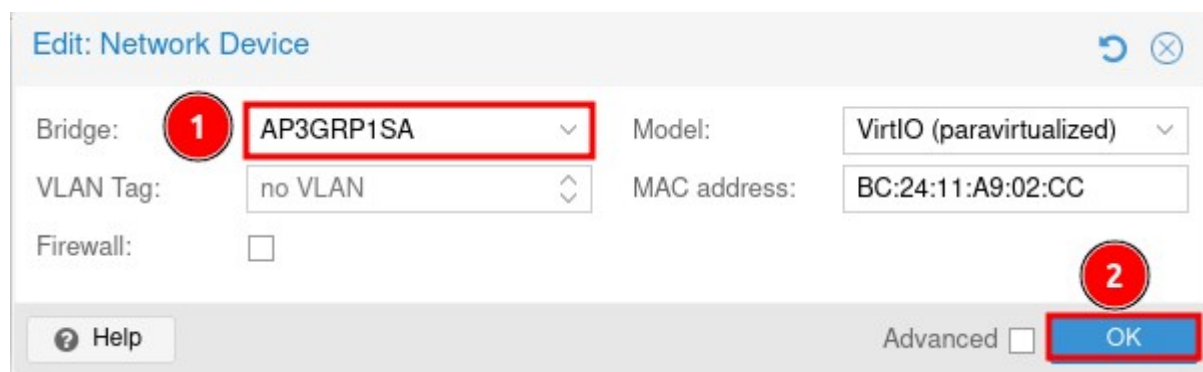 Edit: Network Device
Bridge: 1 AP3GRP1SA Model: VirtIO (paravirtualized)
VLAN Tag: no VLAN MAC address: BC:24:11:A9:02:CC
Firewall:
2
Help Advanced OK